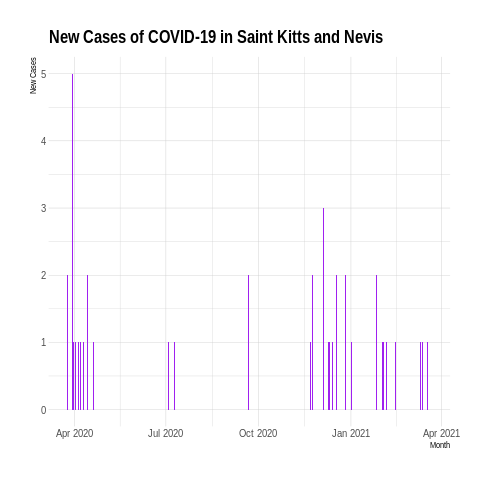 New Cases of COVID-19 in Saint Kitts and Nevis
New Cases
5
4
3
2
1
0
Apr 2020 Jul 2020 Oct 2020 Jan 2021 Apr 2021
Month